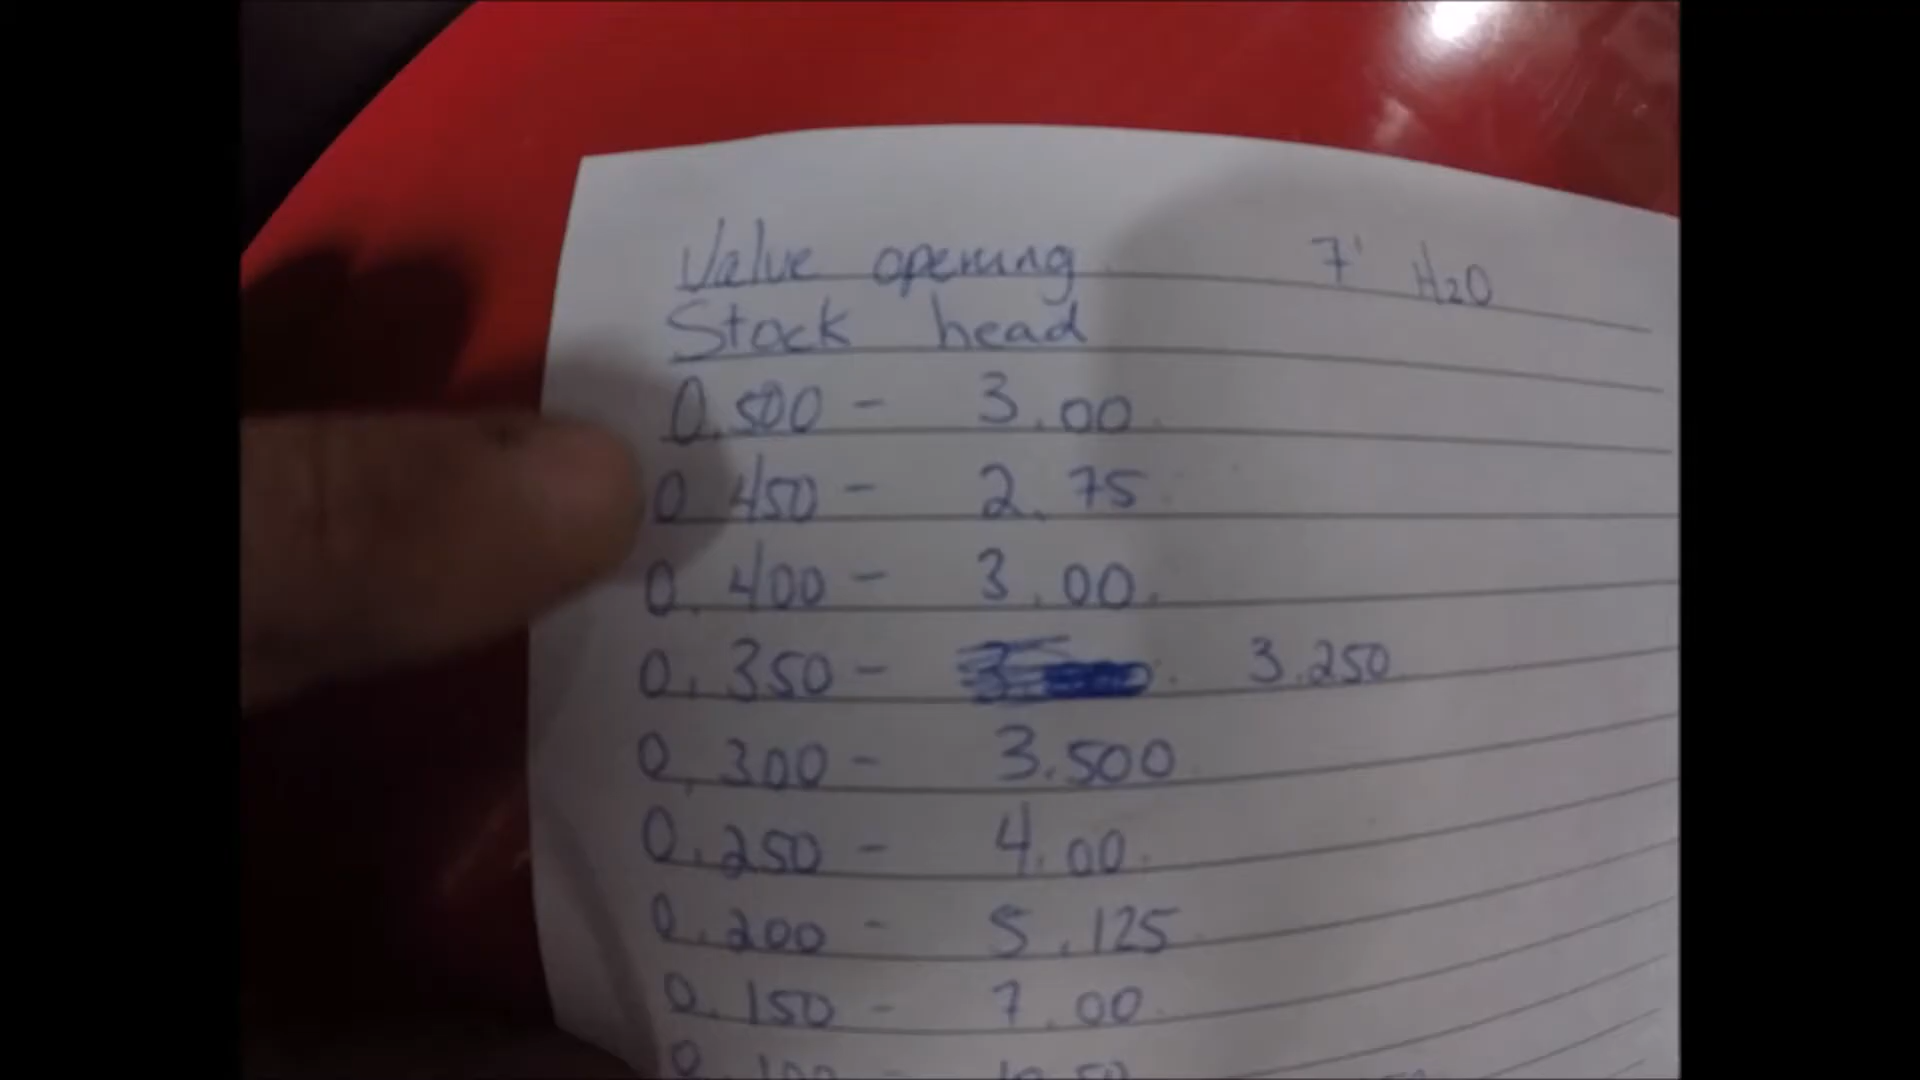 Valve opening 7' H2O
Stock head
0.500 - 3.00
0.450 - 2.75
0.400 - 3.00
0.350 - 3.250
0.300 - 3.500
0.250 - 4.00
0.200 - 5.125
0.150 - 7.00